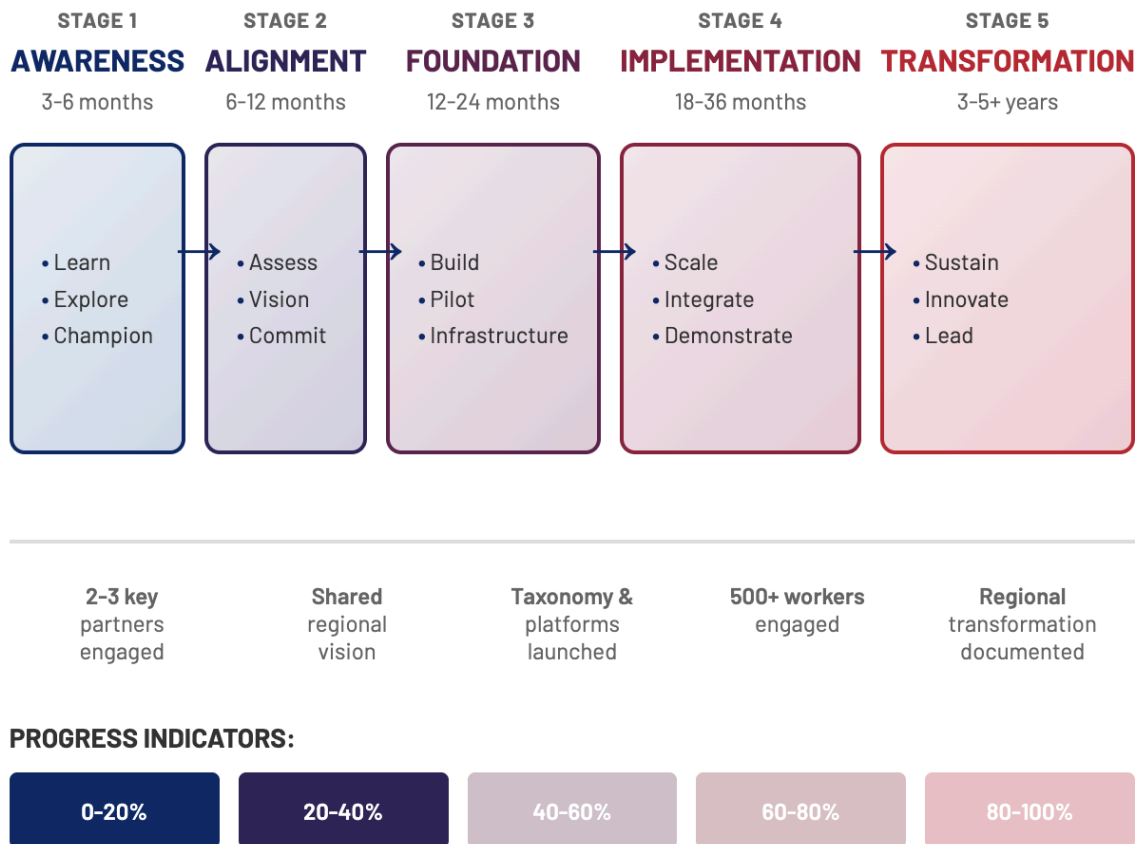 STAGE 1
AWARENESS
3-6 months
STAGE 2
ALIGNMENT
6-12 months
STAGE 3
FOUNDATION
12-24 months
STAGE 4
IMPLEMENTATION
18-36 months
STAGE 5
TRANSFORMATION
3-5+ years
• Learn
• Explore
• Champion
• Assess
• Vision
• Commit
• Build
• Pilot
• Infrastructure
• Scale
• Integrate
• Demonstrate
• Sustain
• Innovate
• Lead
2-3 key
partners
engaged
Shared
regional
vision
Taxonomy &
platforms
launched
500+ workers
engaged
Regional
transformation
documented
PROGRESS INDICATORS:
0-20%
20-40%
40-60%
60-80%
80-100%